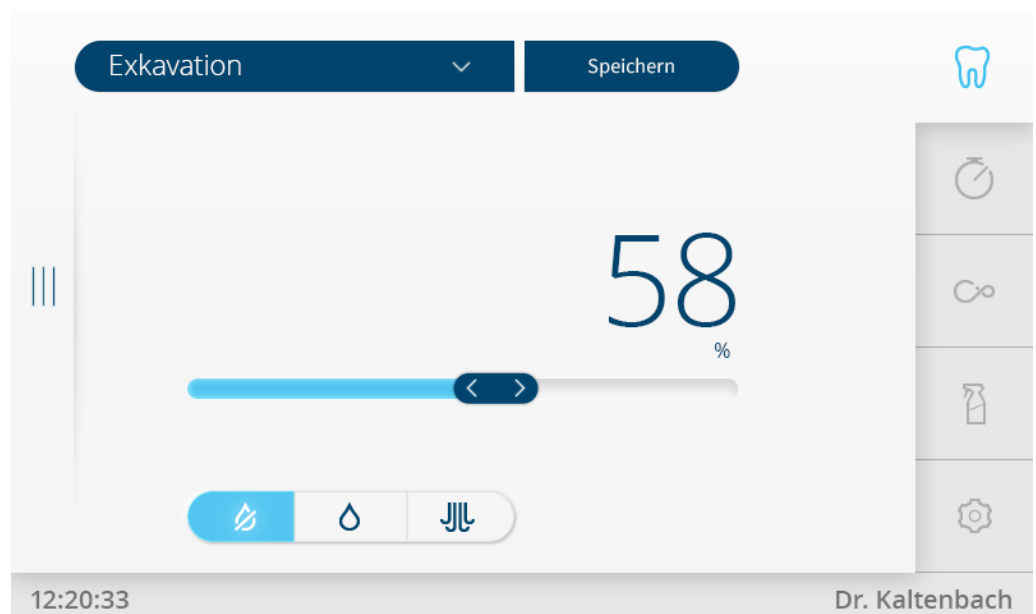 Exkavation
Speichern
58
%
12:20:33
Dr. Kaltenbach